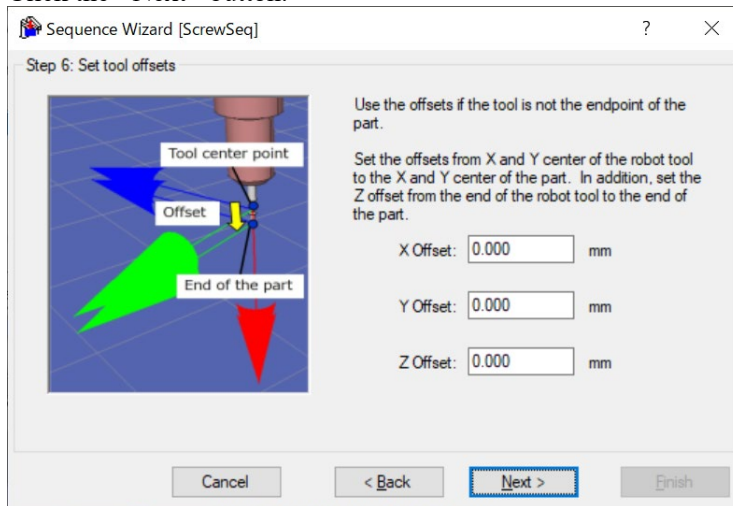 Sequence Wizard [ScrewSeq]
?
Step 6: Set tool offsets
Tool center point
Offset
End of the part
Use the offsets if the tool is not the endpoint of the
part.
Set the offsets from X and Y center of the robot tool
to the X and Y center of the part. In addition, set the
Z offset from the end of the robot tool to the end of
the part.
X Offset: 0.000 mm
Y Offset: 0.000 mm
Z Offset: 0.000 mm
Cancel < Back Next > Finish